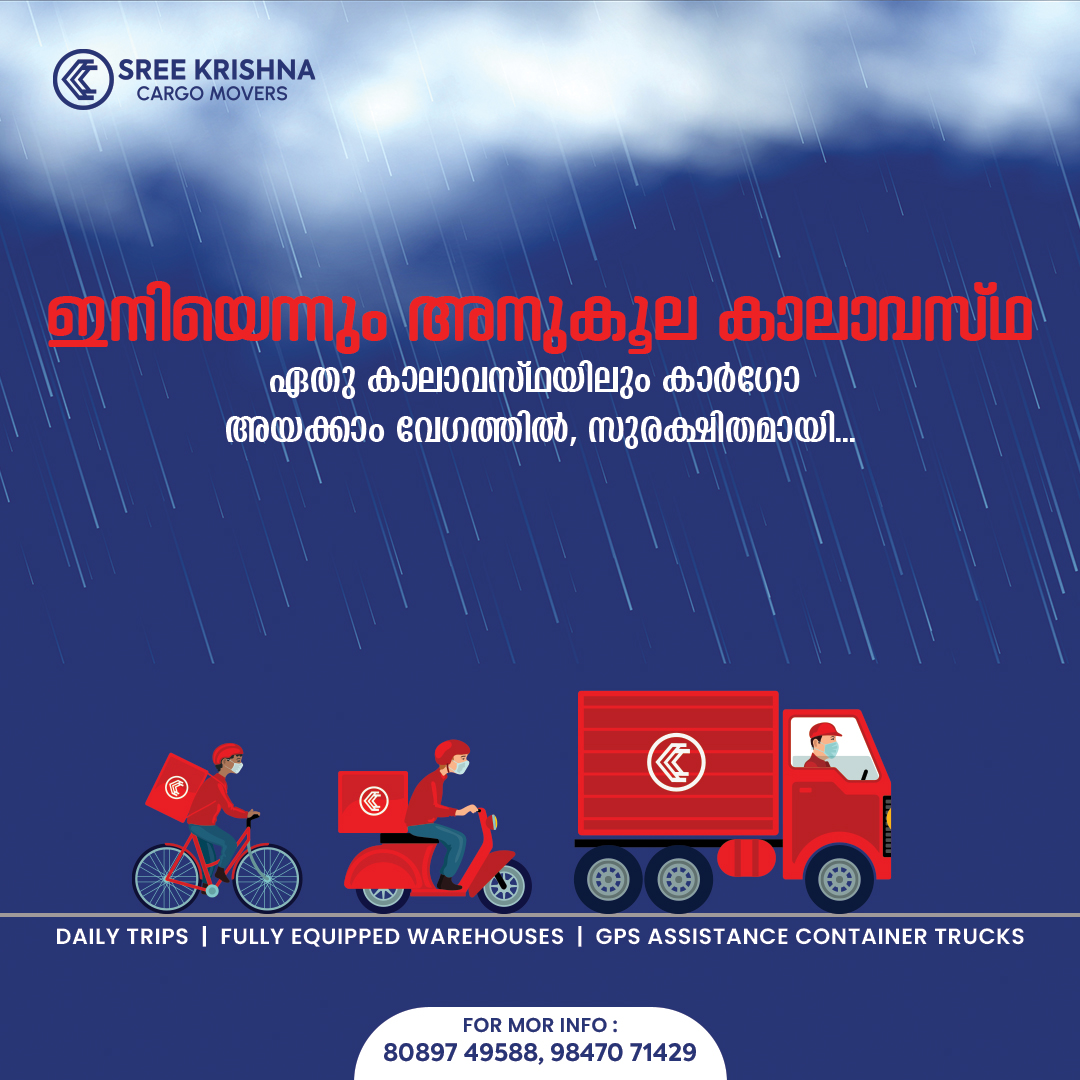 SREE KRISHNA
CARGO MOVERS
ഇനിയെന്നും അനുകൂല കാലാവസ്ഥ
ഏതു കാലാവസ്ഥയിലും കാർഗോ
അയക്കാം വേഗത്തിൽ, സുരക്ഷിതമായി...
DAILY TRIPS | FULLY EQUIPPED WAREHOUSES | GPS ASSISTANCE CONTAINER TRUCKS
FOR MOR INFO :
80897 49588, 98470 71429